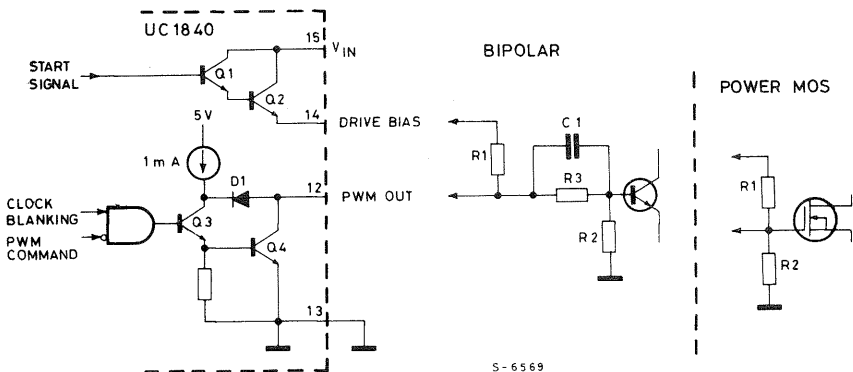 UC1840
15
V IN
BIPOLAR
START
SIGNAL
Q1
Q2
POWER MOS
14
DRIVE BIAS
C1
5V
1mA
R1
R3
R1
D1
12
PWM OUT
CLOCK
BLANKING
Q3
PWM
COMMAND
Q4
R2
R2
13
S-6569